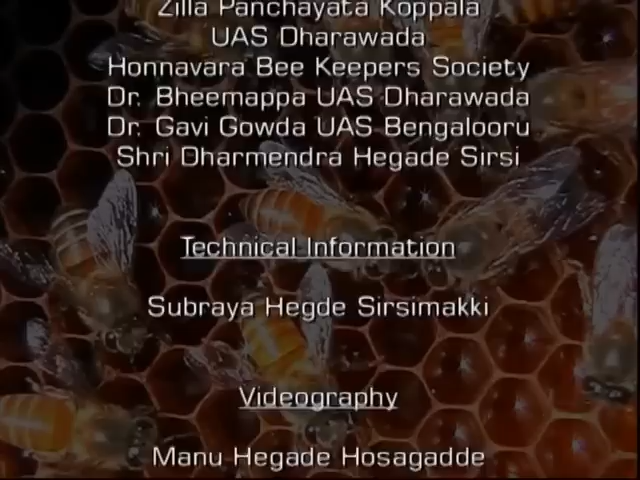 Zilla Panchayata Koppala
UAS Dharawada
Honnavara Bee Keepers Society
Dr. Bheemappa UAS Dharawada
Dr. Gavi Gowda UAS Bengalooru
Shri Dharmendra Hegade Sirsi
Technical Information
Subraya Hegde Sirsimakki
Videography
Manu Hegade Hosagadde